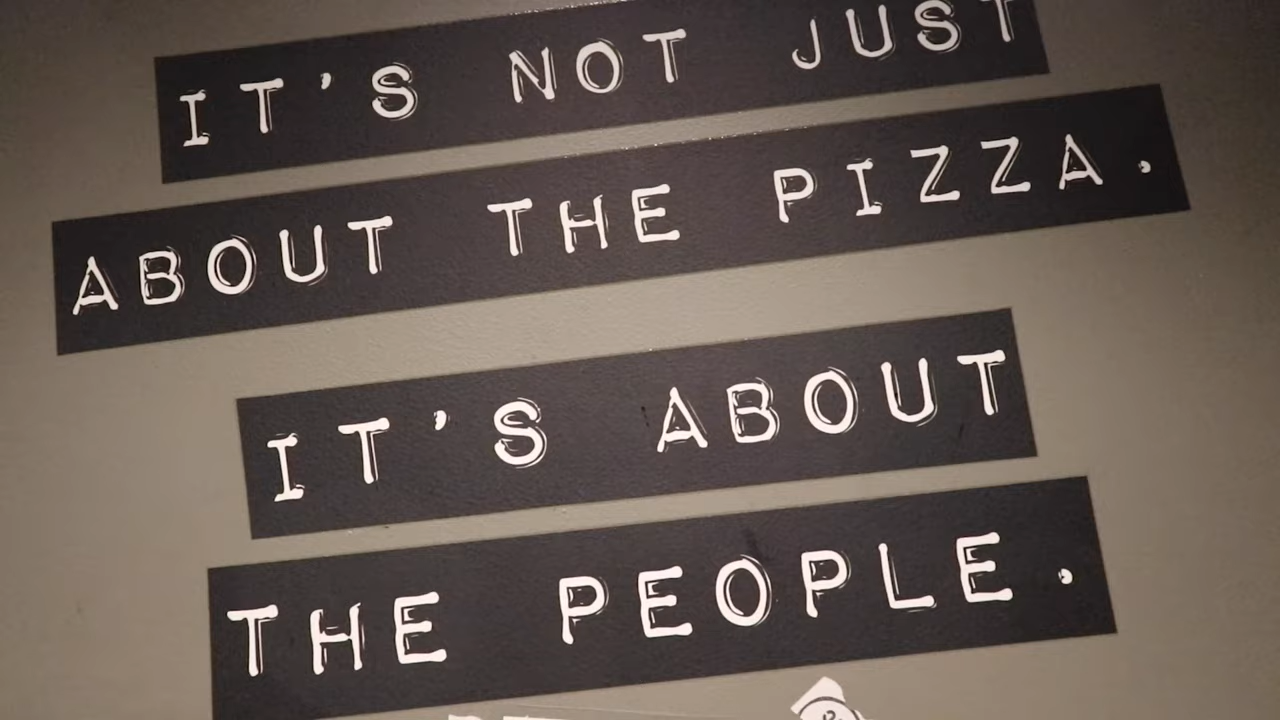 IT'S NOT JUST
ABOUT THE PIZZA.
IT'S ABOUT
THE PEOPLE.